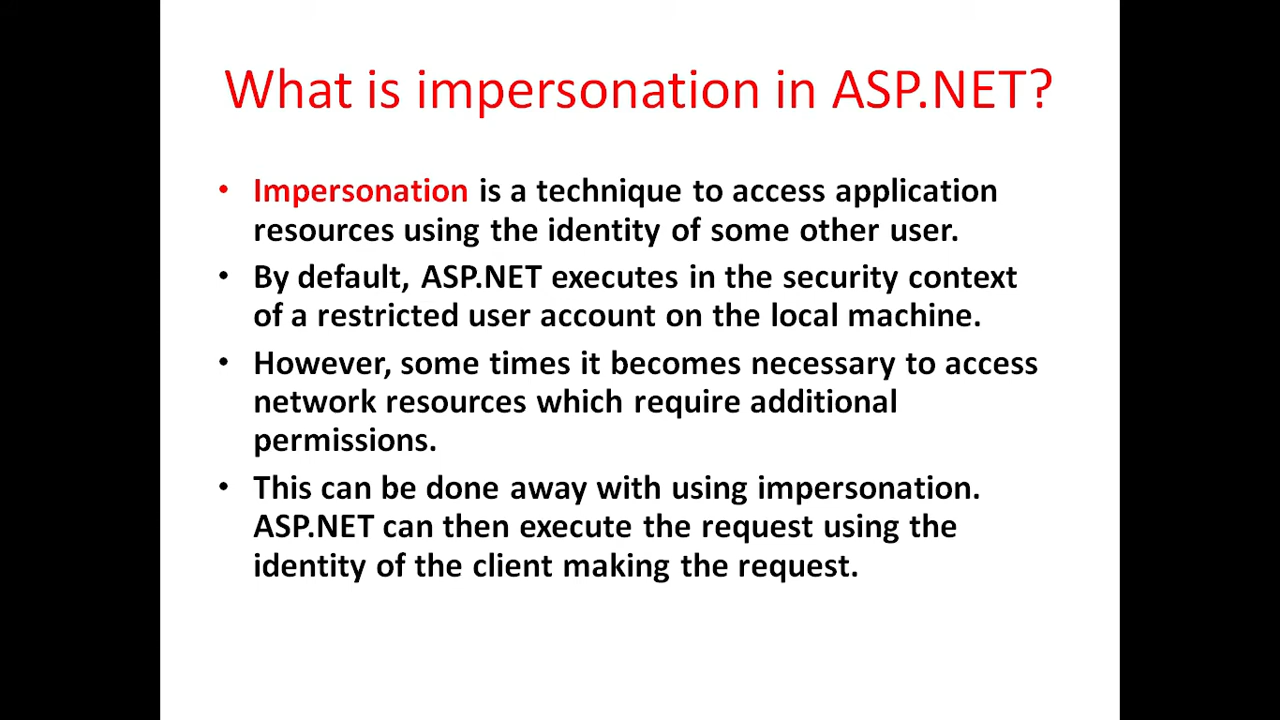 What is impersonation in ASP.NET?
• Impersonation is a technique to access application
resources using the identity of some other user.
• By default, ASP.NET executes in the security context
of a restricted user account on the local machine.
• However, some times it becomes necessary to access
network resources which require additional
permissions.
• This can be done away with using impersonation.
ASP.NET can then execute the request using the
identity of the client making the request.